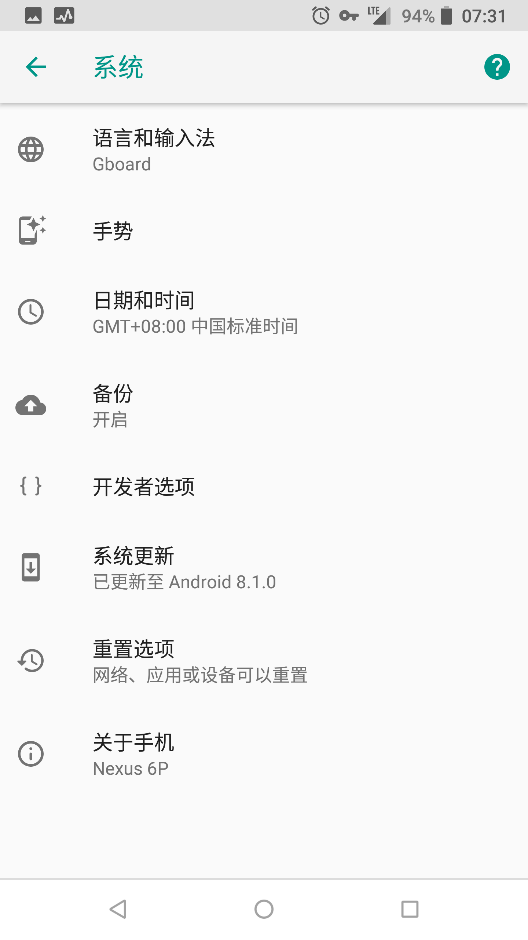 LTE 94% 07:31
系统
语言和输入法
Gboard
手势
日期和时间
GMT+08:00 中国标准时间
备份
开启
开发者选项
系统更新
已更新至 Android 8.1.0
重置选项
网络、应用或设备可以重置
关于手机
Nexus 6P